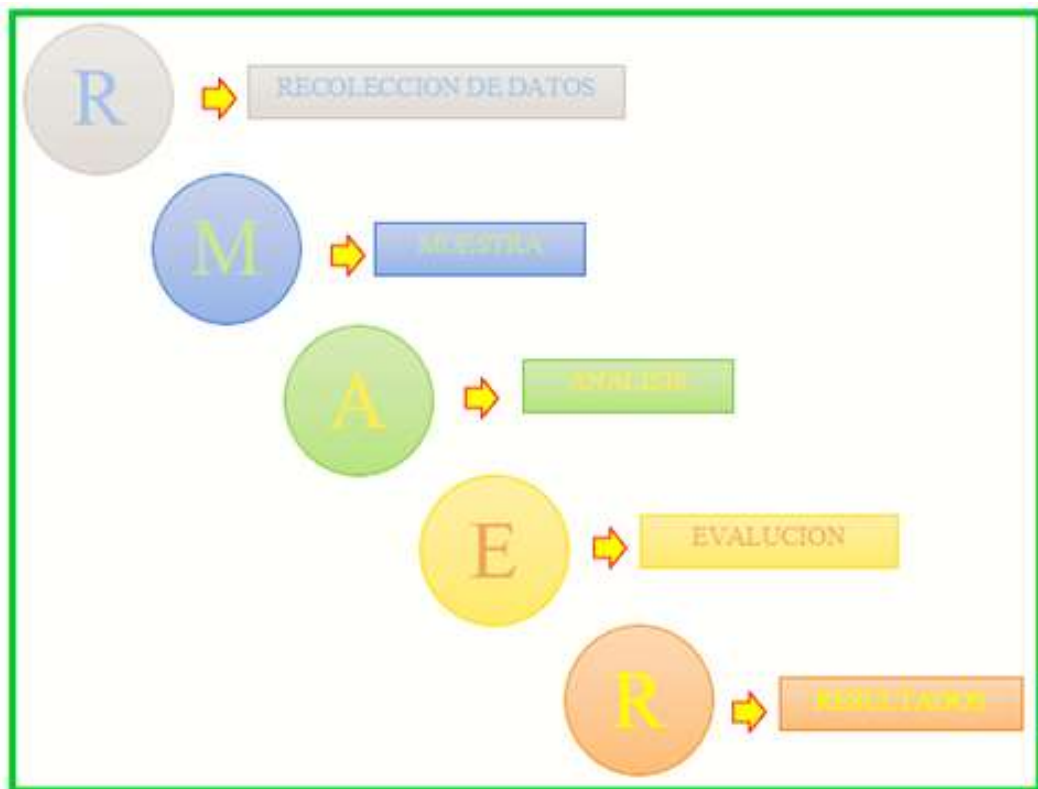 R
RECOLECCION DE DATOS
M
MUESTRA
A
ANALISIS
E
EVALUCION
R
RESULTADOS